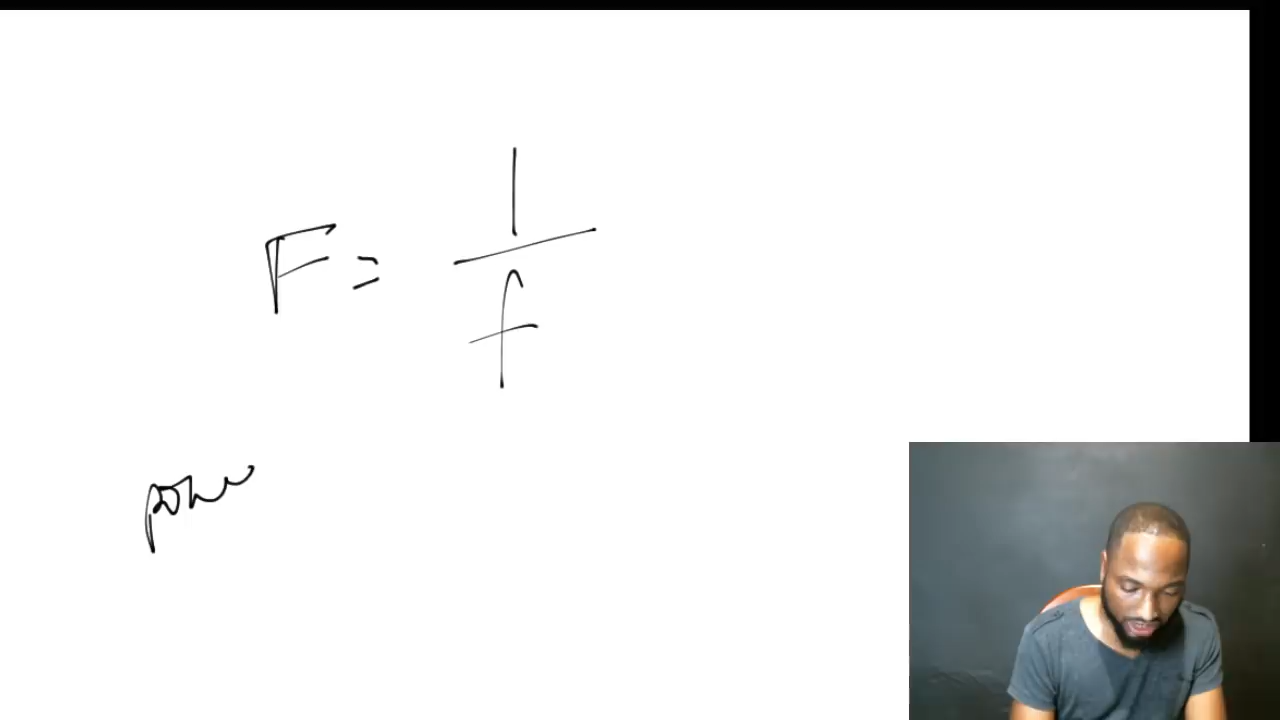 F = 1/f